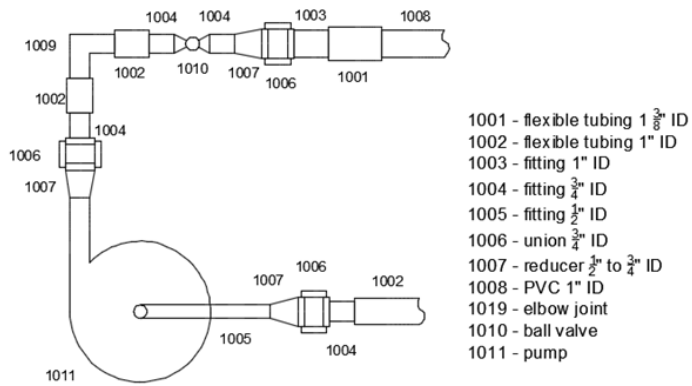 1004 1004 1003 1008
1009
1002 1010 1007 1006 1001
1002
1004
1006
1007
1006
1007 1002
1005 1004
1011
1001 - flexible tubing 1 3/8" ID
1002 - flexible tubing 1" ID
1003 - fitting 1" ID
1004 - fitting 3/4" ID
1005 - fitting 1/2" ID
1006 - union 3/4" ID
1007 - reducer 1/2" to 3/4" ID
1008 - PVC 1" ID
1019 - elbow joint
1010 - ball valve
1011 - pump